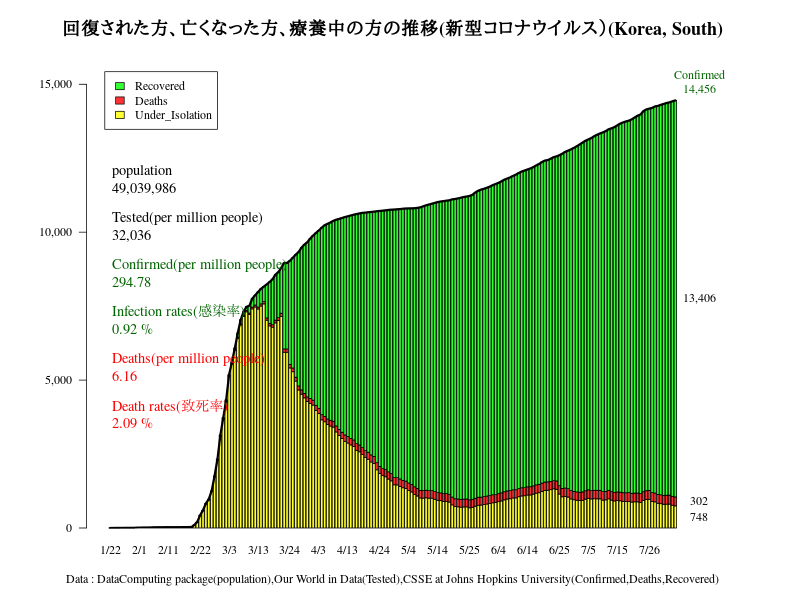 回復された方、亡くなった方、療養中の方の推移(新型コロナウイルス)(Korea, South)
Confirmed
14,456
15,000
Recovered
Deaths
Under_Isolation
population
49,039,986
Tested(per million people)
32,036
10,000
Confirmed(per million people)
294.78
13,406
Infection rates(感染率)
0.92 %
Deaths(per million people)
6.16
5,000
Death rates(致死率)
2.09 %
302
748
0
1/22 2/1 2/11 2/22 3/3 3/13 3/24 4/3 4/13 4/24 5/4 5/14 5/25 6/4 6/14 6/25 7/5 7/15 7/26
Data : DataComputing package(population),Our World in Data(Tested),CSSE at Johns Hopkins University(Confirmed,Deaths,Recovered)